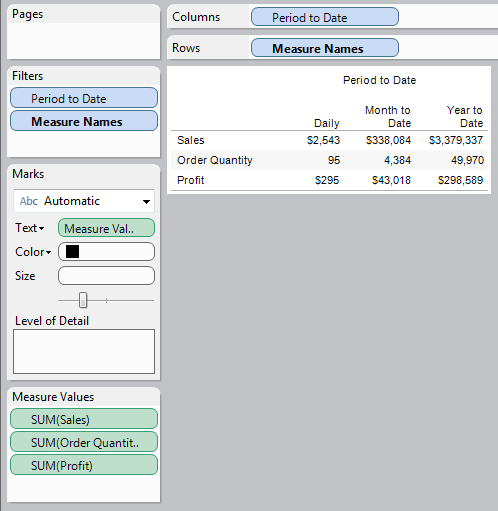 Pages
Columns
Period to Date
Rows
Measure Names
Filters
Period to Date
Measure Names
Marks
Abc Automatic
Text
Measure Val..
Color
Size
Level of Detail
Measure Values
SUM(Sales)
SUM(Order Quantit..
SUM(Profit)
Period to Date
Daily Month to Date Year to Date
Sales $2,543 $338,084 $3,379,337
Order Quantity 95 4,384 49,970
Profit $295 $43,018 $298,589